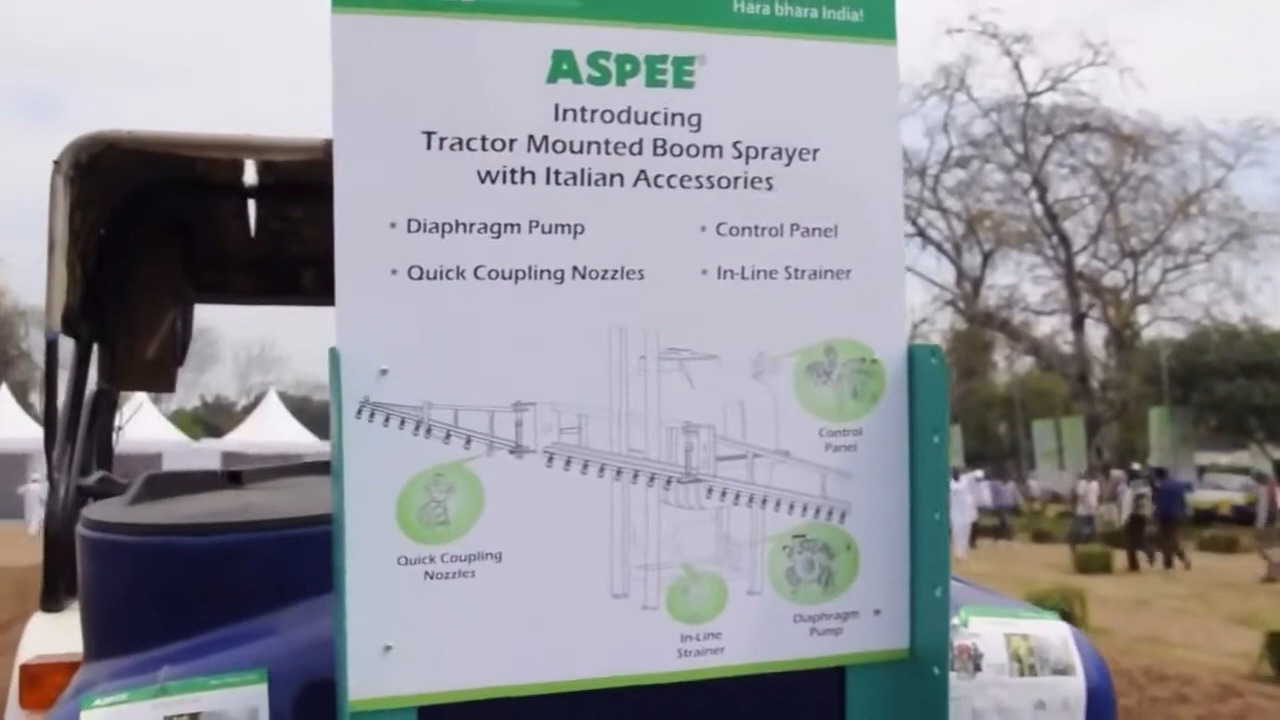 Hara bhara India!
ASPEE
Introducing
Tractor Mounted Boom Sprayer
with Italian Accessories
• Diaphragm Pump
• Control Panel
• Quick Coupling Nozzles
• In-Line Strainer
Control
Panel
Quick Coupling
Nozzles
Diaphragm
Pump
In-Line
Strainer
ASPEE